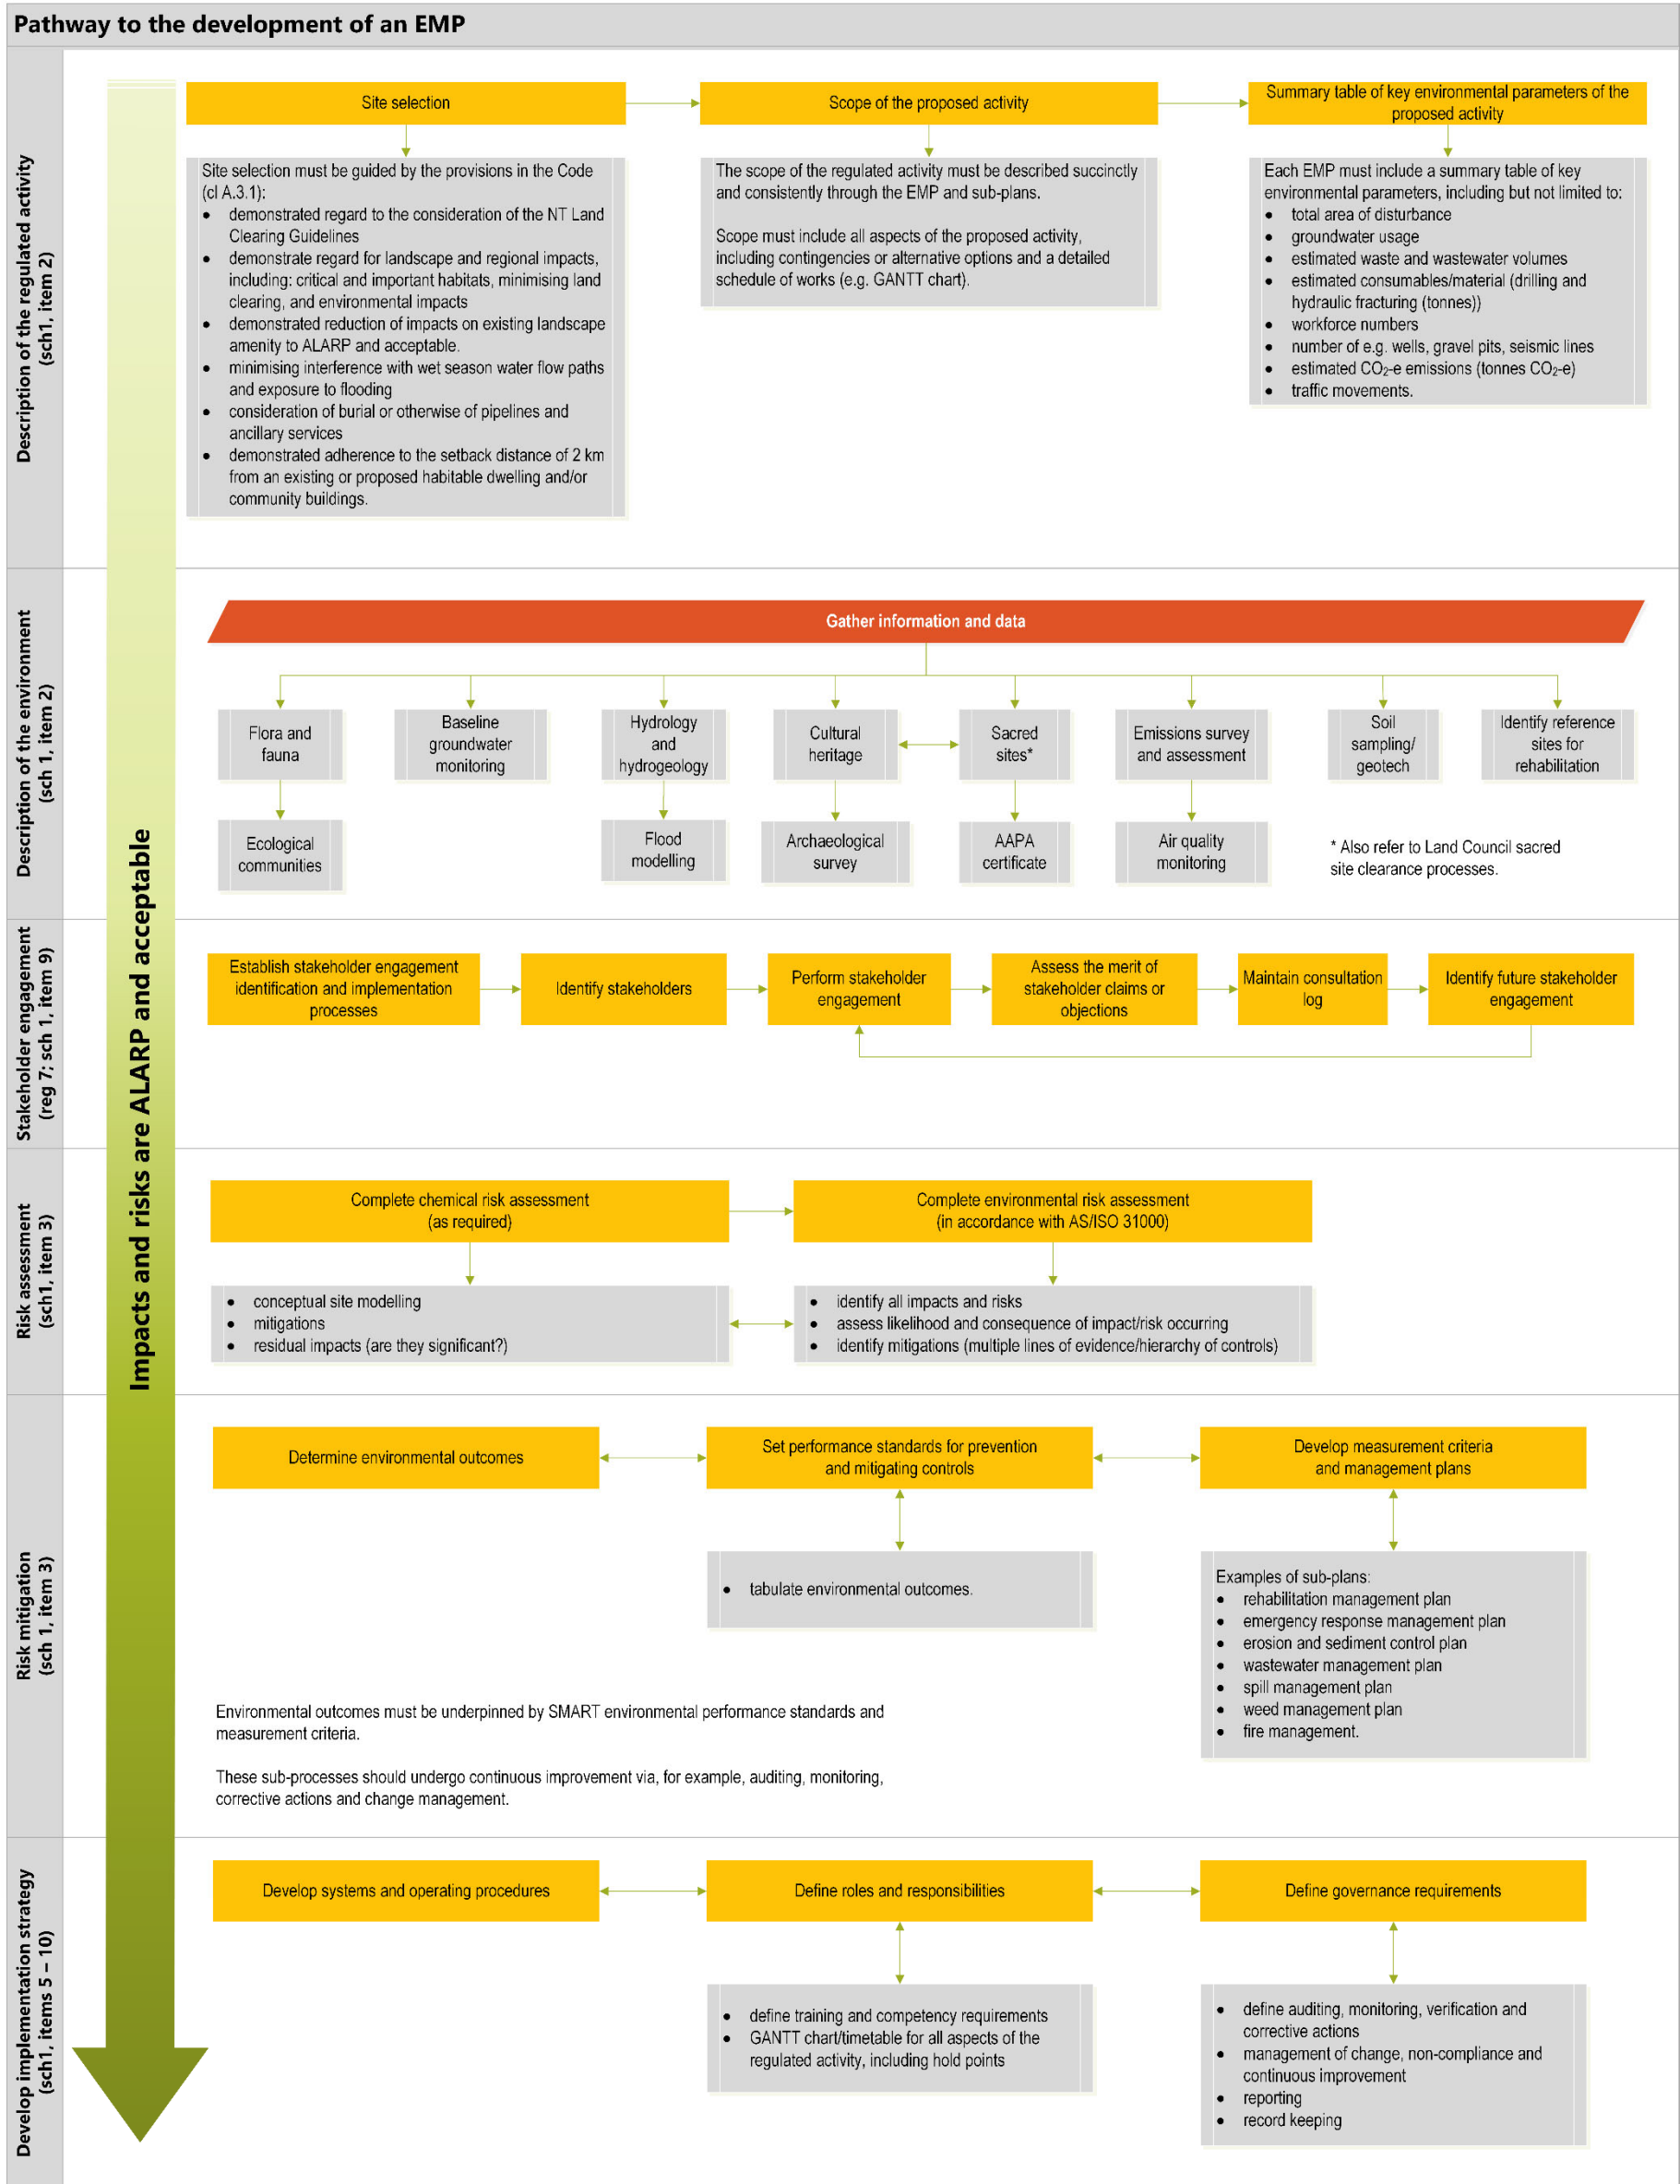 Pathway to the development of an EMP
Impacts and risks are ALARP and acceptable
Description of the regulated activity
(sch1, item 2)
Site selection
Scope of the proposed activity
Summary table of key environmental parameters of the
proposed activity
Site selection must be guided by the provisions in the Code
(cl A.3.1):
• demonstrated regard to the consideration of the NT Land
Clearing Guidelines
• demonstrate regard for landscape and regional impacts,
including: critical and important habitats, minimising land
clearing, and environmental impacts
• demonstrated reduction of impacts on existing landscape
amenity to ALARP and acceptable.
• minimising interference with wet season water flow paths
and exposure to flooding
• consideration of burial or otherwise of pipelines and
ancillary services
• demonstrated adherence to the setback distance of 2 km
from an existing or proposed habitable dwelling and/or
community buildings.
The scope of the regulated activity must be described succinctly
and consistently through the EMP and sub-plans.
Scope must include all aspects of the proposed activity,
including contingencies or alternative options and a detailed
schedule of works (e.g. GANTT chart).
Each EMP must include a summary table of key
environmental parameters, including but not limited to:
• total area of disturbance
• groundwater usage
• estimated waste and wastewater volumes
• estimated consumables/material (drilling and
hydraulic fracturing (tonnes))
• workforce numbers
• number of e.g. wells, gravel pits, seismic lines
• estimated CO₂-e emissions (tonnes CO₂-e)
• traffic movements.
Description of the environment
(sch 1, item 2)
Gather information and data
Flora and
fauna
Baseline
groundwater
monitoring
Hydrology
and
hydrogeology
Cultural
heritage
Sacred
sites*
Emissions survey
and assessment
Soil
sampling/
geotech
Identify reference
sites for
rehabilitation
Ecological
communities
Flood
modelling
Archaeological
survey
AAPA
certificate
Air quality
monitoring
* Also refer to Land Council sacred
site clearance processes.
Stakeholder engagement
(reg 7; sch 1, item 9)
Establish stakeholder engagement
identification and implementation
processes
Identify stakeholders
Perform stakeholder
engagement
Assess the merit of
stakeholder claims or
objections
Maintain consultation
log
Identify future stakeholder
engagement
Risk assessment
(sch1, item 3)
Complete chemical risk assessment
(as required)
Complete environmental risk assessment
(in accordance with AS/ISO 31000)
• conceptual site modelling
• mitigations
• residual impacts (are they significant?)
• identify all impacts and risks
• assess likelihood and consequence of impact/risk occurring
• identify mitigations (multiple lines of evidence/hierarchy of controls)
Risk mitigation
(sch 1, item 3)
Determine environmental outcomes
Set performance standards for prevention
and mitigating controls
Develop measurement criteria
and management plans
• tabulate environmental outcomes.
Examples of sub-plans:
• rehabilitation management plan
• emergency response management plan
• erosion and sediment control plan
• wastewater management plan
• spill management plan
• weed management plan
• fire management.
Environmental outcomes must be underpinned by SMART environmental performance standards and
measurement criteria.
These sub-processes should undergo continuous improvement via, for example, auditing, monitoring,
corrective actions and change management.
Develop implementation strategy
(sch1, items 5 – 10)
Develop systems and operating procedures
Define roles and responsibilities
Define governance requirements
• define training and competency requirements
• GANTT chart/timetable for all aspects of the
regulated activity, including hold points
• define auditing, monitoring, verification and
corrective actions
• management of change, non-compliance and
continuous improvement
• reporting
• record keeping